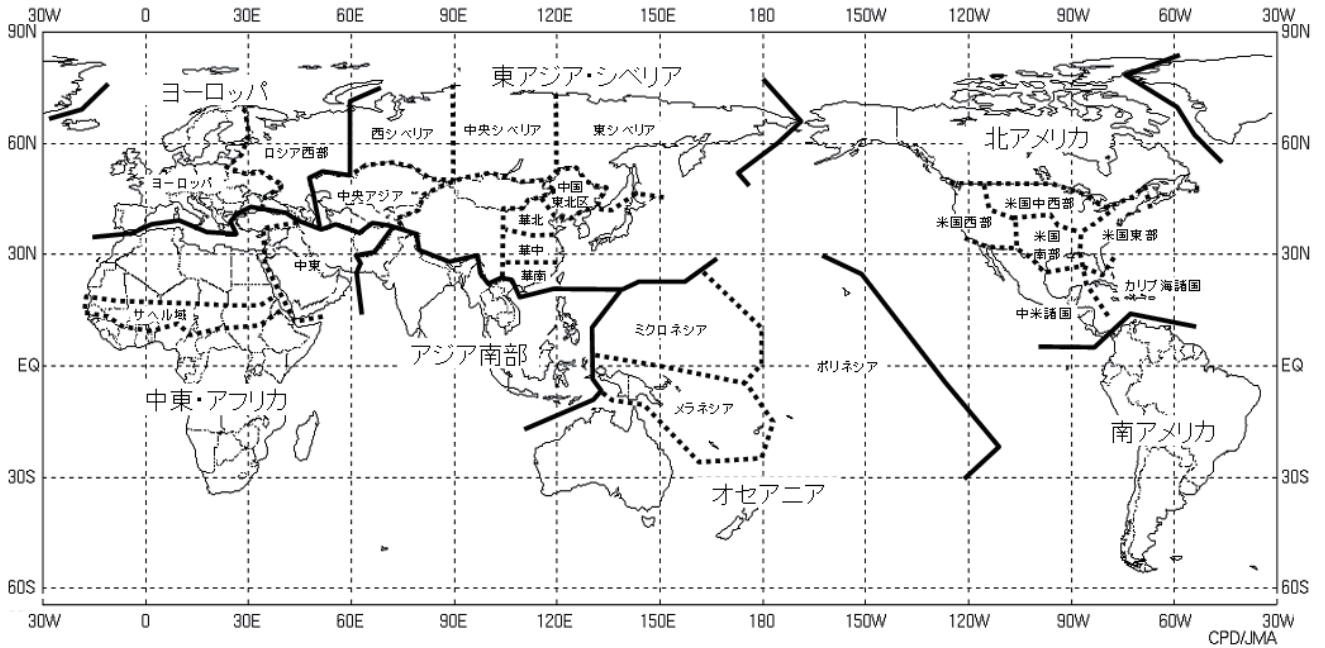 30W 0 30E 60E 90E 120E 150E 180 150W 120W 90W 60W 30W
90N 90N
東アジア・シベリア
ヨーロッパ
西シベリア 中央シベリア 東シベリア
北アメリカ
60N 60N
ロシア西部
ヨーロッパ
中央アジア
中国
東北区
米国中西部
華北
米国西部
米国
南部
米国東部
30N 30N
中東
華中
華南
カリブ海諸国
中米諸国
サヘル域
ミクロネシア
アジア南部
EQ EQ
ポリネシア
中東・アフリカ
メラネシア
南アメリカ
30S 30S
オセアニア
60S 60S
30W 0 30E 60E 90E 120E 150E 180 150W 120W 90W 60W 30W
CPD/JMA